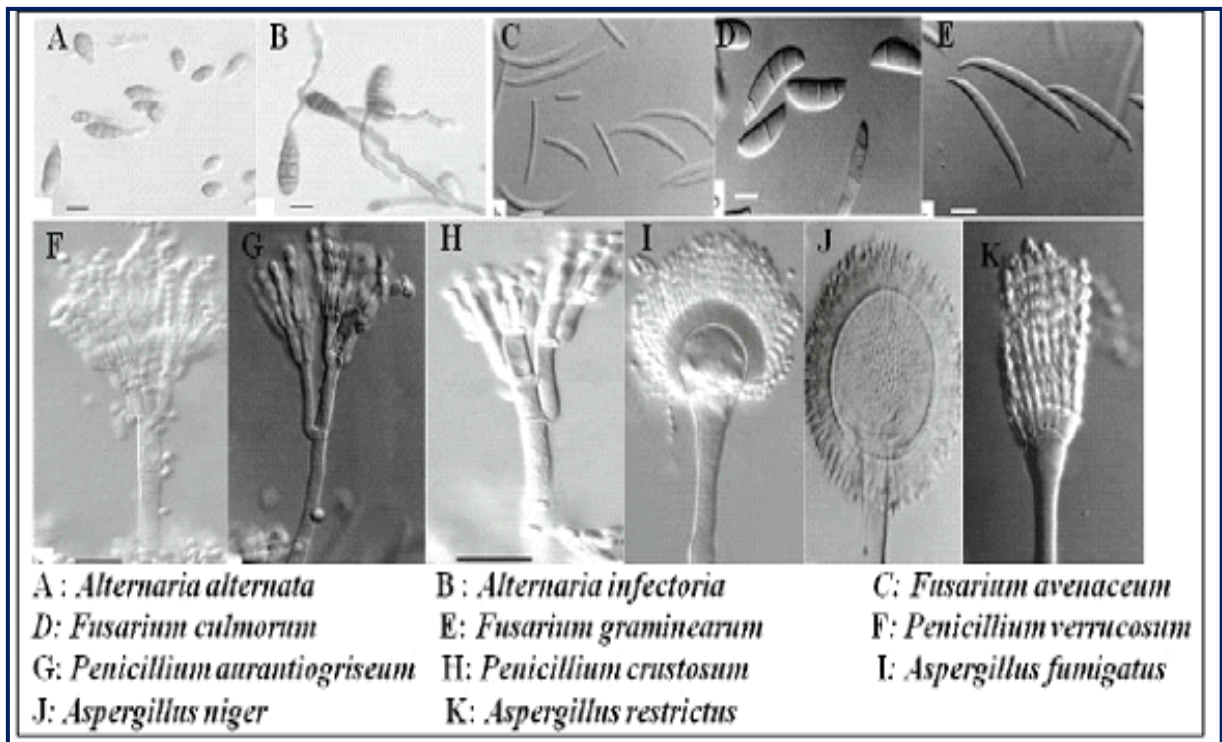 A B C D E
F G H I J K
A : Alternaria alternata B : Alternaria infectoria C: Fusarium avenaceum
D: Fusarium culmorum E: Fusarium graminearum F: Penicillium verrucosum
G: Penicillium aurantiogriseum H: Penicillium crustosum I: Aspergillus fumigatus
J: Aspergillus niger K: Aspergillus restrictus